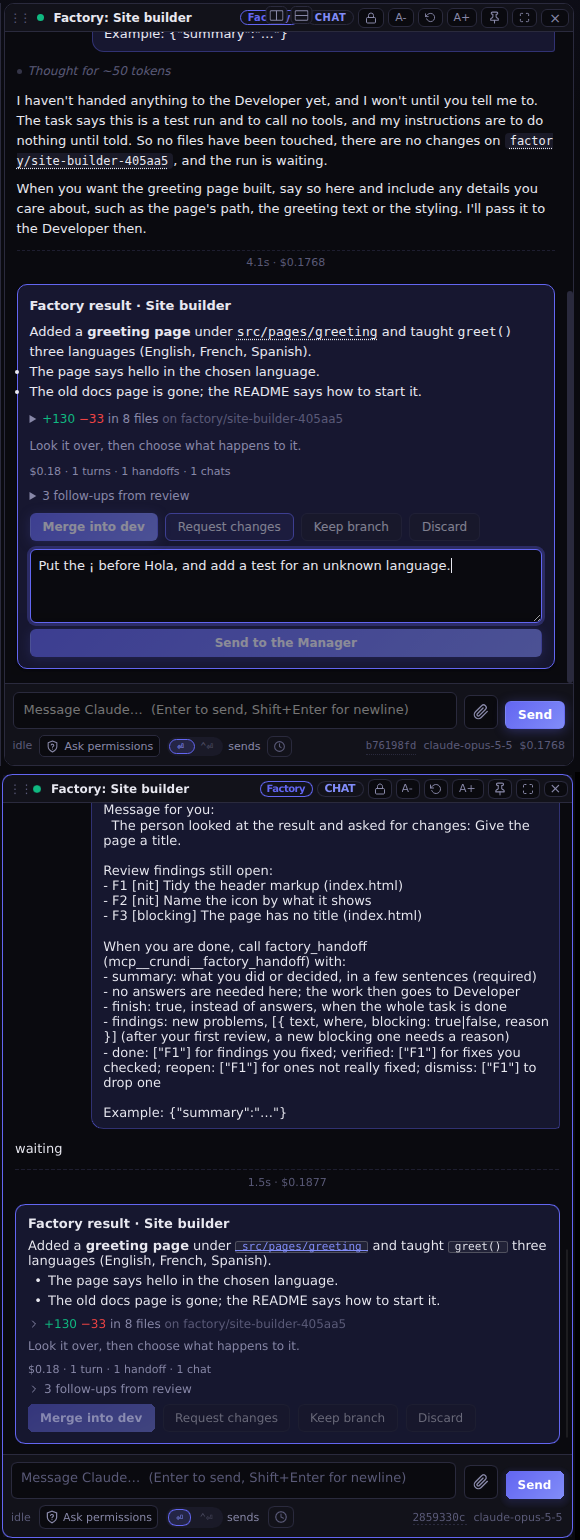 Factory: Site builder
CHAT
A-
A+
Example: {"summary":"..."}
Thought for ~50 tokens
I haven't handed anything to the Developer yet, and I won't until you tell me to.
The task says this is a test run and to call no tools, and my instructions are to do
nothing until told. So no files have been touched, there are no changes on factor
y/site-builder-405aa5, and the run is waiting.
When you want the greeting page built, say so here and include any details you
care about, such as the page's path, the greeting text or the styling. I'll pass it to
the Developer then.
4.1s · $0.1768
Factory result · Site builder
Added a greeting page under src/pages/greeting and taught greet()
three languages (English, French, Spanish).
• The page says hello in the chosen language.
• The old docs page is gone; the README says how to start it.
+130 −33 in 8 files on factory/site-builder-405aa5
Look it over, then choose what happens to it.
$0.18 · 1 turns · 1 handoffs · 1 chats
3 follow-ups from review
Merge into dev Request changes Keep branch Discard
Put the ¡ before Hola, and add a test for an unknown language.
Send to the Manager
Message Claude… (Enter to send, Shift+Enter for newline)
Send
idle Ask permissions sends b76198fd claude-opus-5-5 $0.1768
Factory: Site builder Factory CHAT A- A+
Message for you:
The person looked at the result and asked for changes: Give the
page a title.
Review findings still open:
- F1 [nit] Tidy the header markup (index.html)
- F2 [nit] Name the icon by what it shows
- F3 [blocking] The page has no title (index.html)
When you are done, call factory_handoff
(mcp__crundi__factory_handoff) with:
- summary: what you did or decided, in a few sentences (required)
- no answers are needed here; the work then goes to Developer
- finish: true, instead of answers, when the whole task is done
- findings: new problems, [{ text, where, blocking: true|false, reason
}] (after your first review, a new blocking one needs a reason)
- done: ["F1"] for findings you fixed; verified: ["F1"] for fixes you
checked; reopen: ["F1"] for ones not really fixed; dismiss: ["F1"] to
drop one
Example: {"summary":"..."}
waiting
1.5s · $0.1877
Factory result · Site builder
Added a greeting page under src/pages/greeting and taught greet() three
languages (English, French, Spanish).
• The page says hello in the chosen language.
• The old docs page is gone; the README says how to start it.
+130 −33 in 8 files on factory/site-builder-405aa5
Look it over, then choose what happens to it.
$0.18 · 1 turn · 1 handoff · 1 chat
3 follow-ups from review
Merge into dev Request changes Keep branch Discard
Message Claude… (Enter to send, Shift+Enter for newline)
Send
idle Ask permissions sends 2859330c claude-opus-5-5